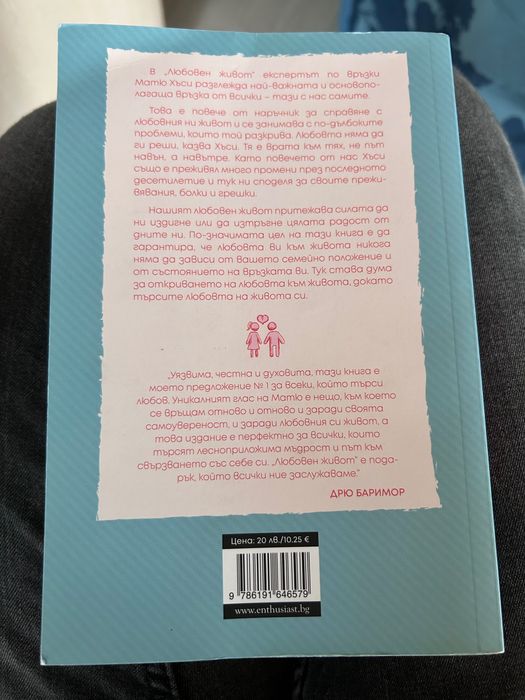 В „Любовен живот" експертът по връзки
Матю Хъси разглежда най-важната и основопо-
лагаща връзка от всички – тази с нас самите.
Това е повече от наръчник за справяне с
любовния ни живот и се занимава с по-дълбоките
проблеми, които той разкрива. Любовта няма да
ги реши, казва Хъси. Тя е врата към тях, не път
навън, а навътре. Като повечето от нас Хъси
също е преживял много промени през последното
десетилетие и тук ни споделя за своите прежи-
вявания, болки и грешки.
Нашият любовен живот притежава силата да
ни издигне или да изтръгне цялата радост от
дните ни. По-значимата цел на тази книга е да
гарантира, че любовта ви към живота никога
няма да зависи от вашето семейно положение и
от състоянието на връзката ви. Тук става дума
за откриването на любовта към живота, докато
търсите любовта на живота си.
„Уязвима, честна и духовита, тази книга е
моето предложение № 1 за всеки, който търси
любов. Уникалният глас на Матю е нещо, към което
се връщам отново и отново и заради своята
самоувереност, и заради любовния си живот, а
това издание е перфектно за всички, които
търсят лесноприложима мъдрост и път към
свързването със себе си. „Любовен живот" е пода-
рък, който всички ние заслужаваме."
ДРЮ БАРИМОР
Цена: 20 лв./10.25 €
9 786191 646579
www.enthusiast.bg